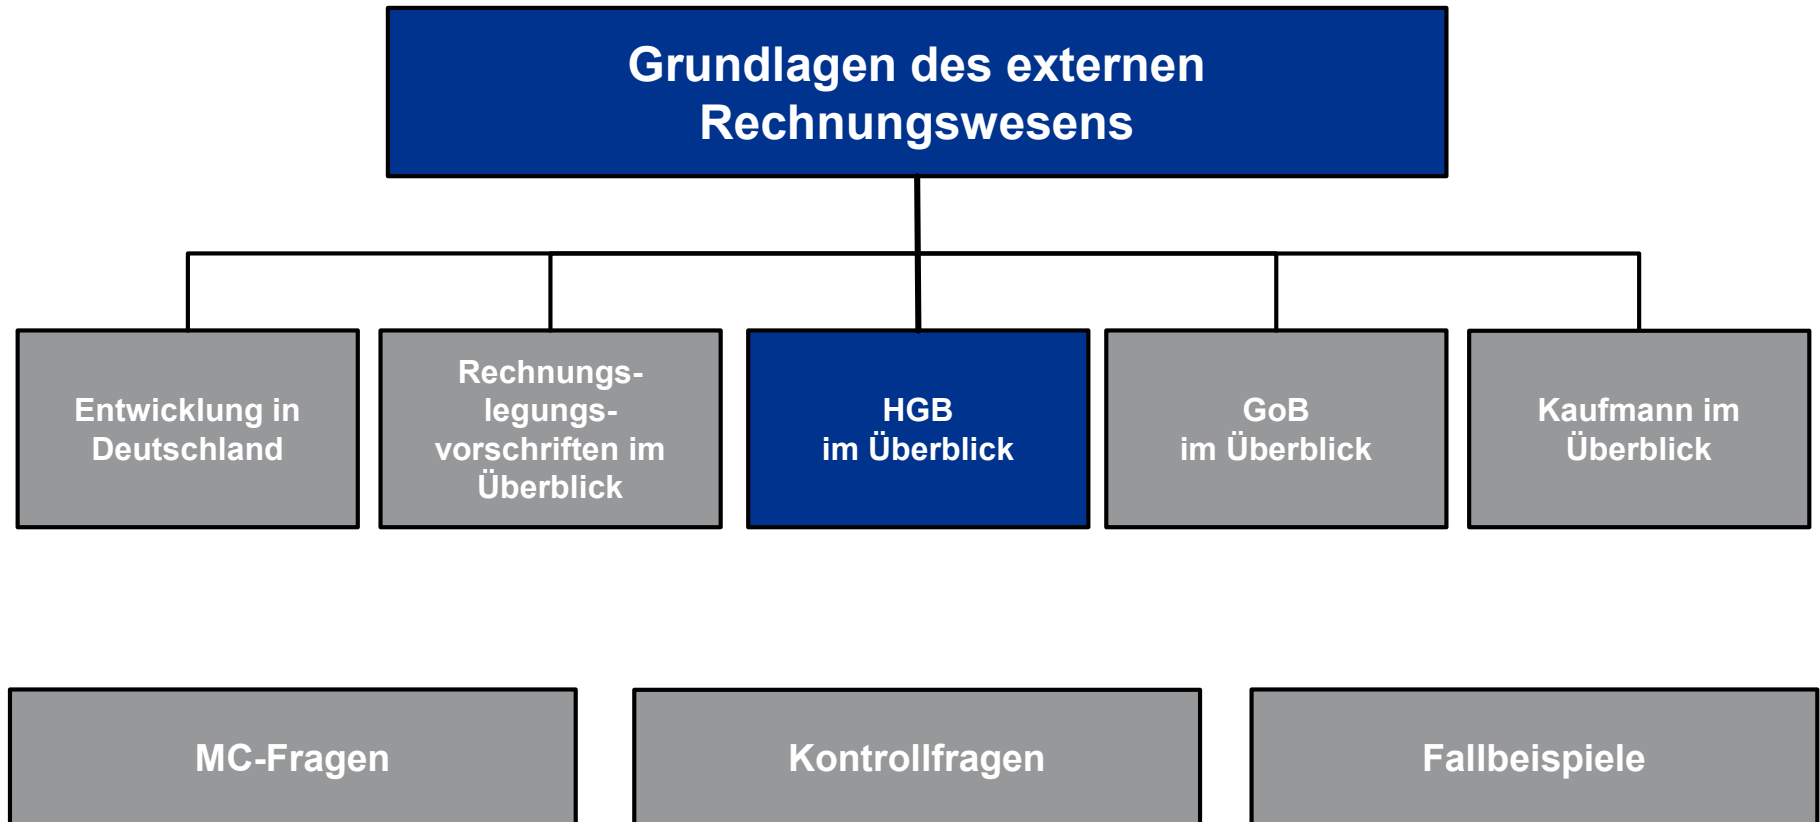 Grundlagen des externen
Rechnungswesens
Entwicklung in
Deutschland
Rechnungs-
legungs-
vorschriften im
Überblick
HGB
im Überblick
GoB
im Überblick
Kaufmann im
Überblick
MC-Fragen
Kontrollfragen
Fallbeispiele